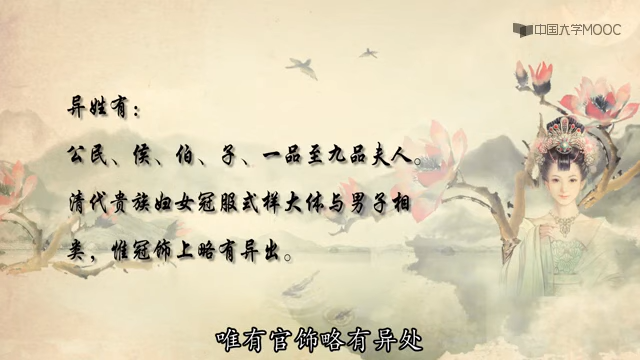 中国大学MOOC
异姓有：
公民、侯、伯、子、一品至九品夫人。
清代贵族妇女冠服式样大体与男子相
类，惟冠饰上略有异出。
唯有官饰略有异处